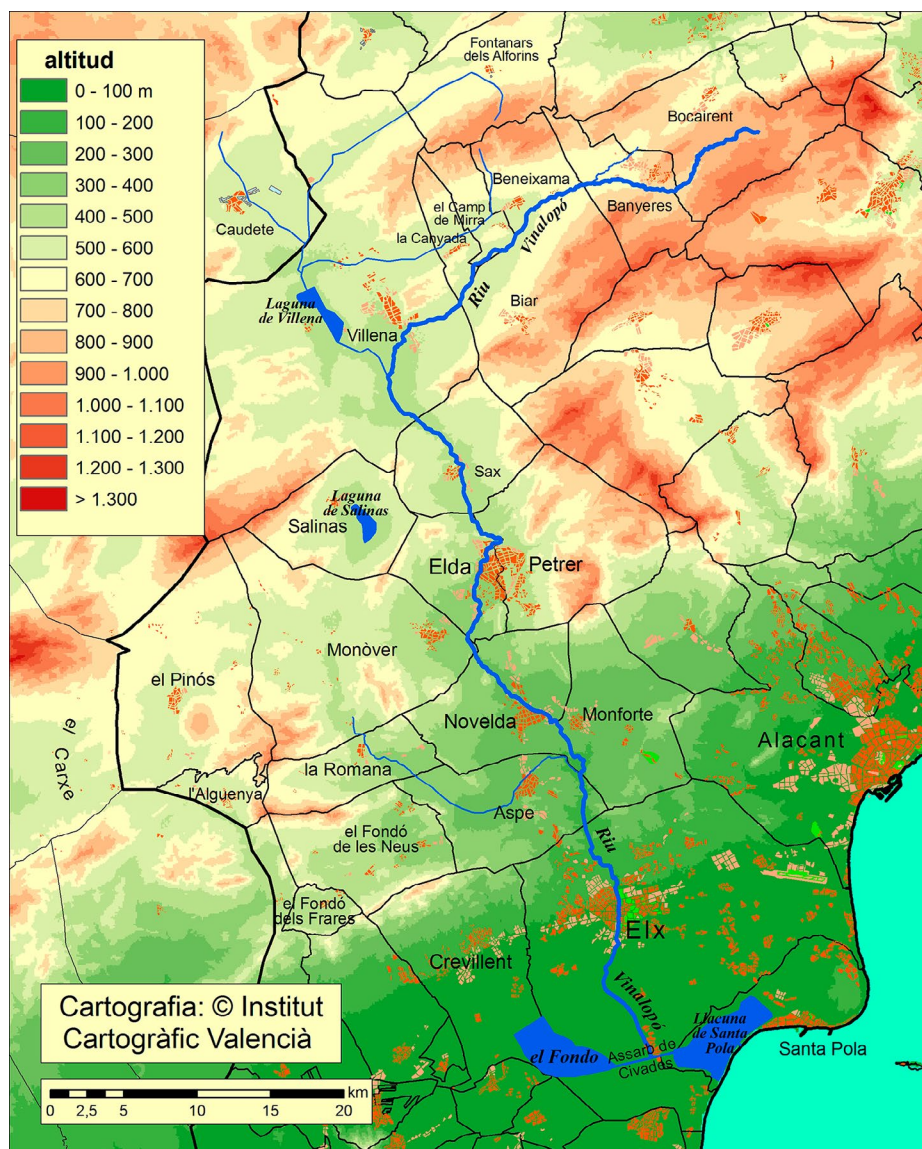 altitud
0 - 100 m
100 - 200
200 - 300
300 - 400
400 - 500
500 - 600
600 - 700
700 - 800
800 - 900
900 - 1.000
1.000 - 1.100
1.100 - 1.200
1.200 - 1.300
> 1.300
Fontanars
dels Alforins
Bocairent
Beneixama
Banyeres
el Camp
de Mirra
la Canyada
Caudete
Vinalopó
Riu
Biar
Laguna
de Villena
Villena
Sax
Laguna
de Salinas
Salinas
Elda
Petrer
Monòver
el Pinós
Novelda
Monforte
Alacant
el Carxe
la Romana
l'Alguenya
Aspe
el Fondó
de les Neus
Riu
el Fondó
dels Frares
Elx
Crevillent
Vinalopó
Llacuna
de Santa
Pola
el Fondo
Assarb de
Civades
Santa Pola
Cartografia: © Institut
Cartogràfic Valencià
km
0 2,5 5 10 15 20